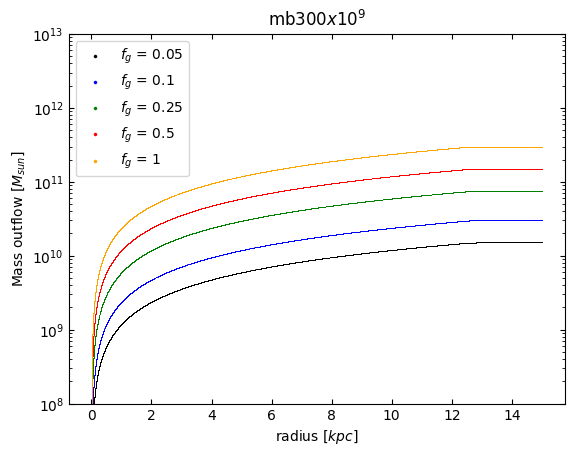 mb300x10^9
f_g = 0.05
f_g = 0.1
f_g = 0.25
f_g = 0.5
f_g = 1
Mass outflow [M_sun]
10^13
10^12
10^11
10^10
10^9
10^8
0 2 4 6 8 10 12 14
radius [kpc]